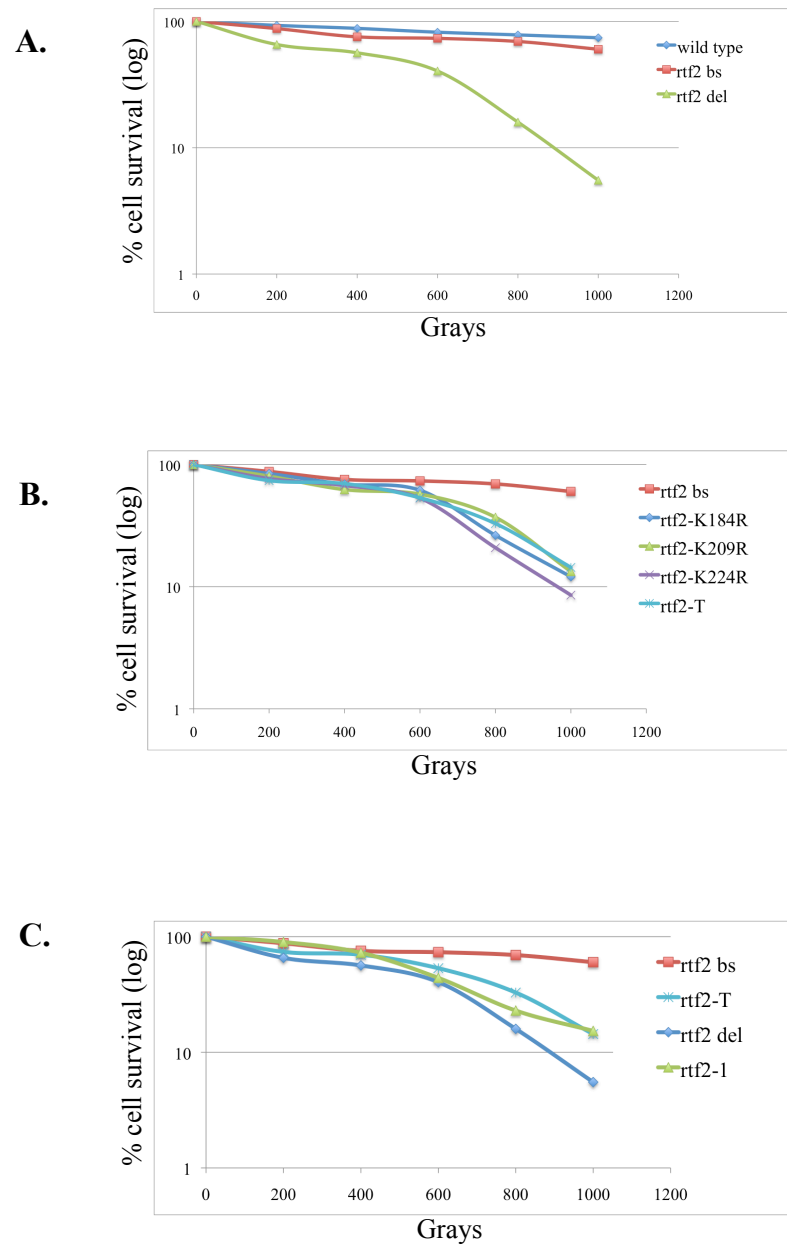 A.
% cell survival (log)
100
10
1
0 200 400 600 800 1000 1200
Grays
wild type
rtf2 bs
rtf2 del
B.
% cell survival (log)
100
10
1
0 200 400 600 800 1000 1200
Grays
rtf2 bs
rtf2-K184R
rtf2-K209R
rtf2-K224R
rtf2-T
C.
% cell survival (log)
100
10
1
0 200 400 600 800 1000 1200
Grays
rtf2 bs
rtf2-T
rtf2 del
rtf2-1